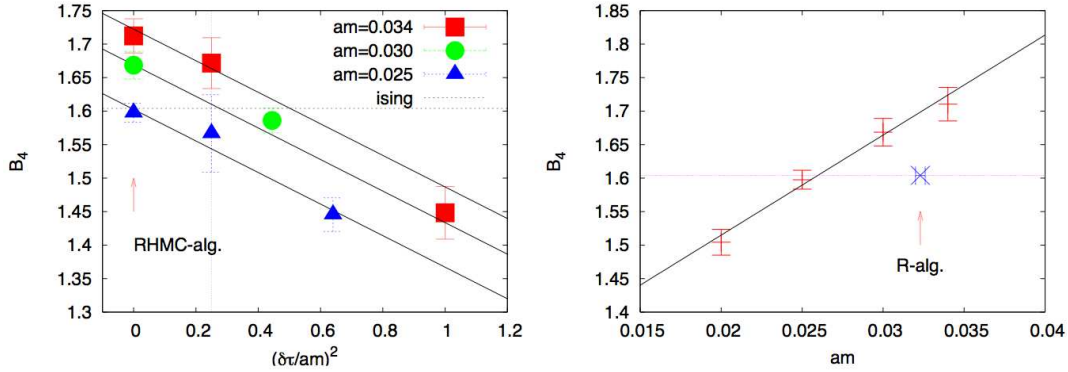 1.75
1.7
1.65
1.6
1.55
1.5
1.45
1.4
1.35
1.3
B4
am=0.034
am=0.030
am=0.025
ising
RHMC-alg.
0 0.2 0.4 0.6 0.8 1 1.2
(δτ/am)²
1.85
1.8
1.75
1.7
1.65
1.6
1.55
1.5
1.45
1.4
B4
R-alg.
0.015 0.02 0.025 0.03 0.035 0.04
am